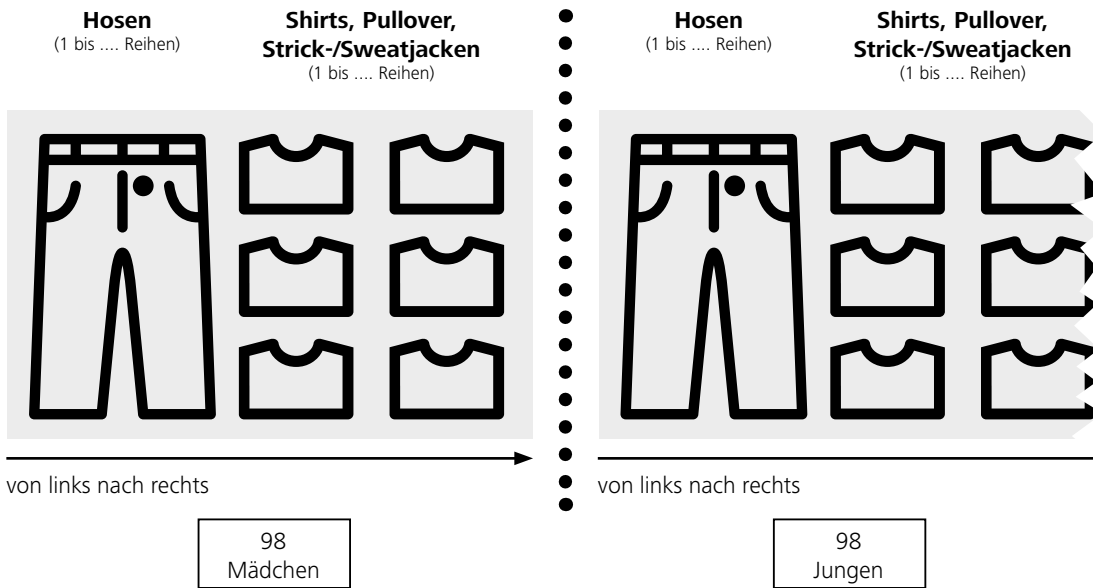 Hosen
(1 bis .... Reihen)
Shirts, Pullover,
Strick-/Sweatjacken
(1 bis .... Reihen)
von links nach rechts
98
Mädchen
Hosen
(1 bis .... Reihen)
Shirts, Pullover,
Strick-/Sweatjacken
(1 bis .... Reihen)
von links nach rechts
98
Jungen